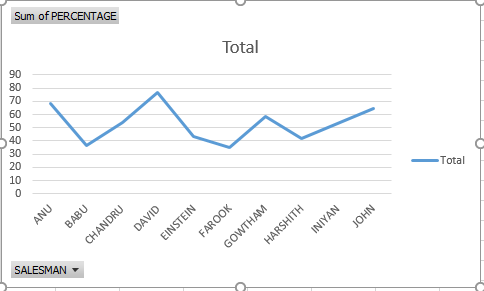 Sum of PERCENTAGE
Total
90
80
70
60
50
40
30
20
10
0
ANU
BABU
CHANDRU
DAVID
EINSTEIN
FAROOK
GOWTHAM
HARSHITH
INIYAN
JOHN
Total
SALESMAN